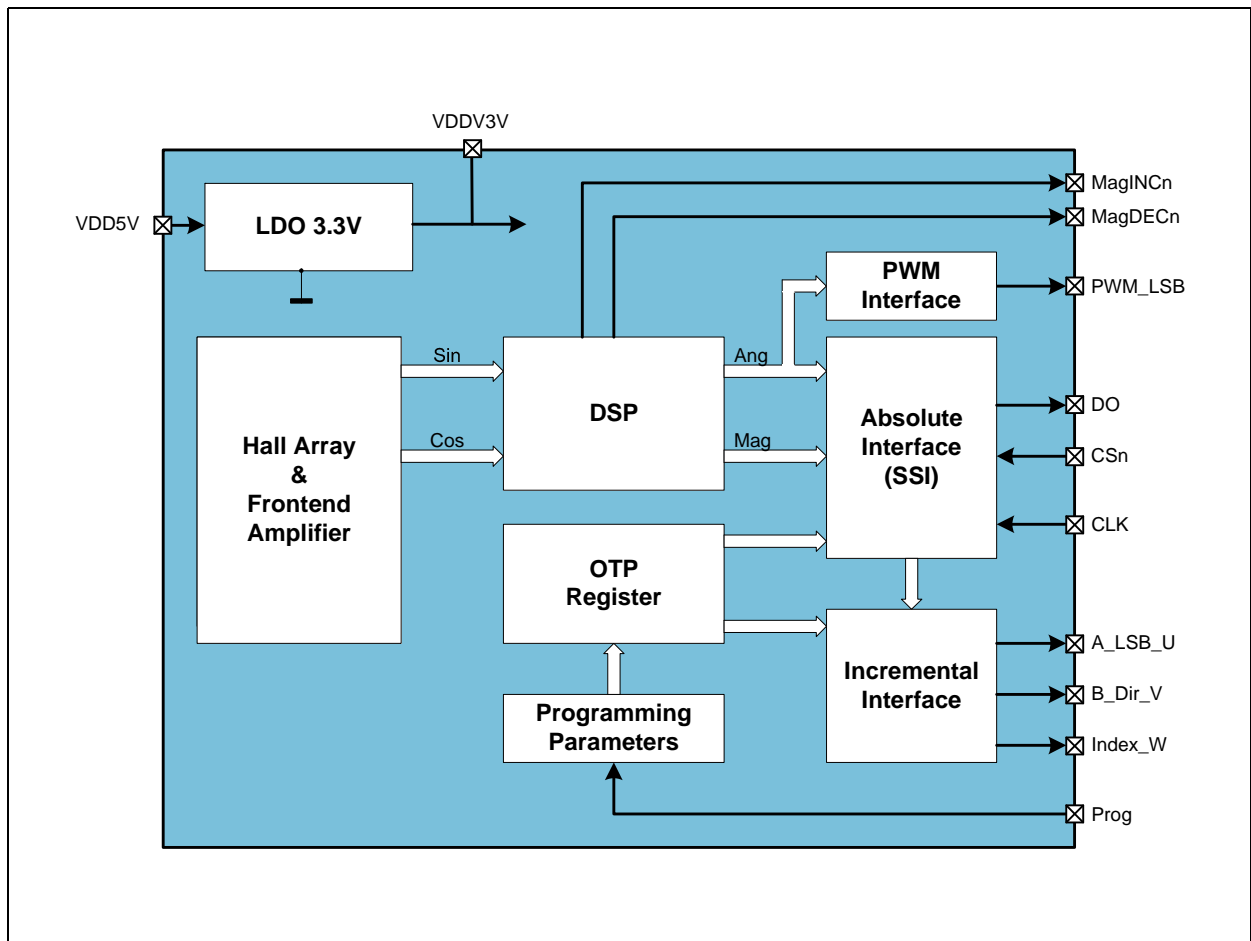 VDDV3V
VDD5V
LDO 3.3V
MagINCn
MagDECn
PWM
Interface
PWM_LSB
Sin
Cos
Hall Array
&
Frontend
Amplifier
DSP
Ang
Mag
Absolute
Interface
(SSI)
DO
CSn
CLK
OTP
Register
Programming
Parameters
Incremental
Interface
A_LSB_U
B_Dir_V
Index_W
Prog